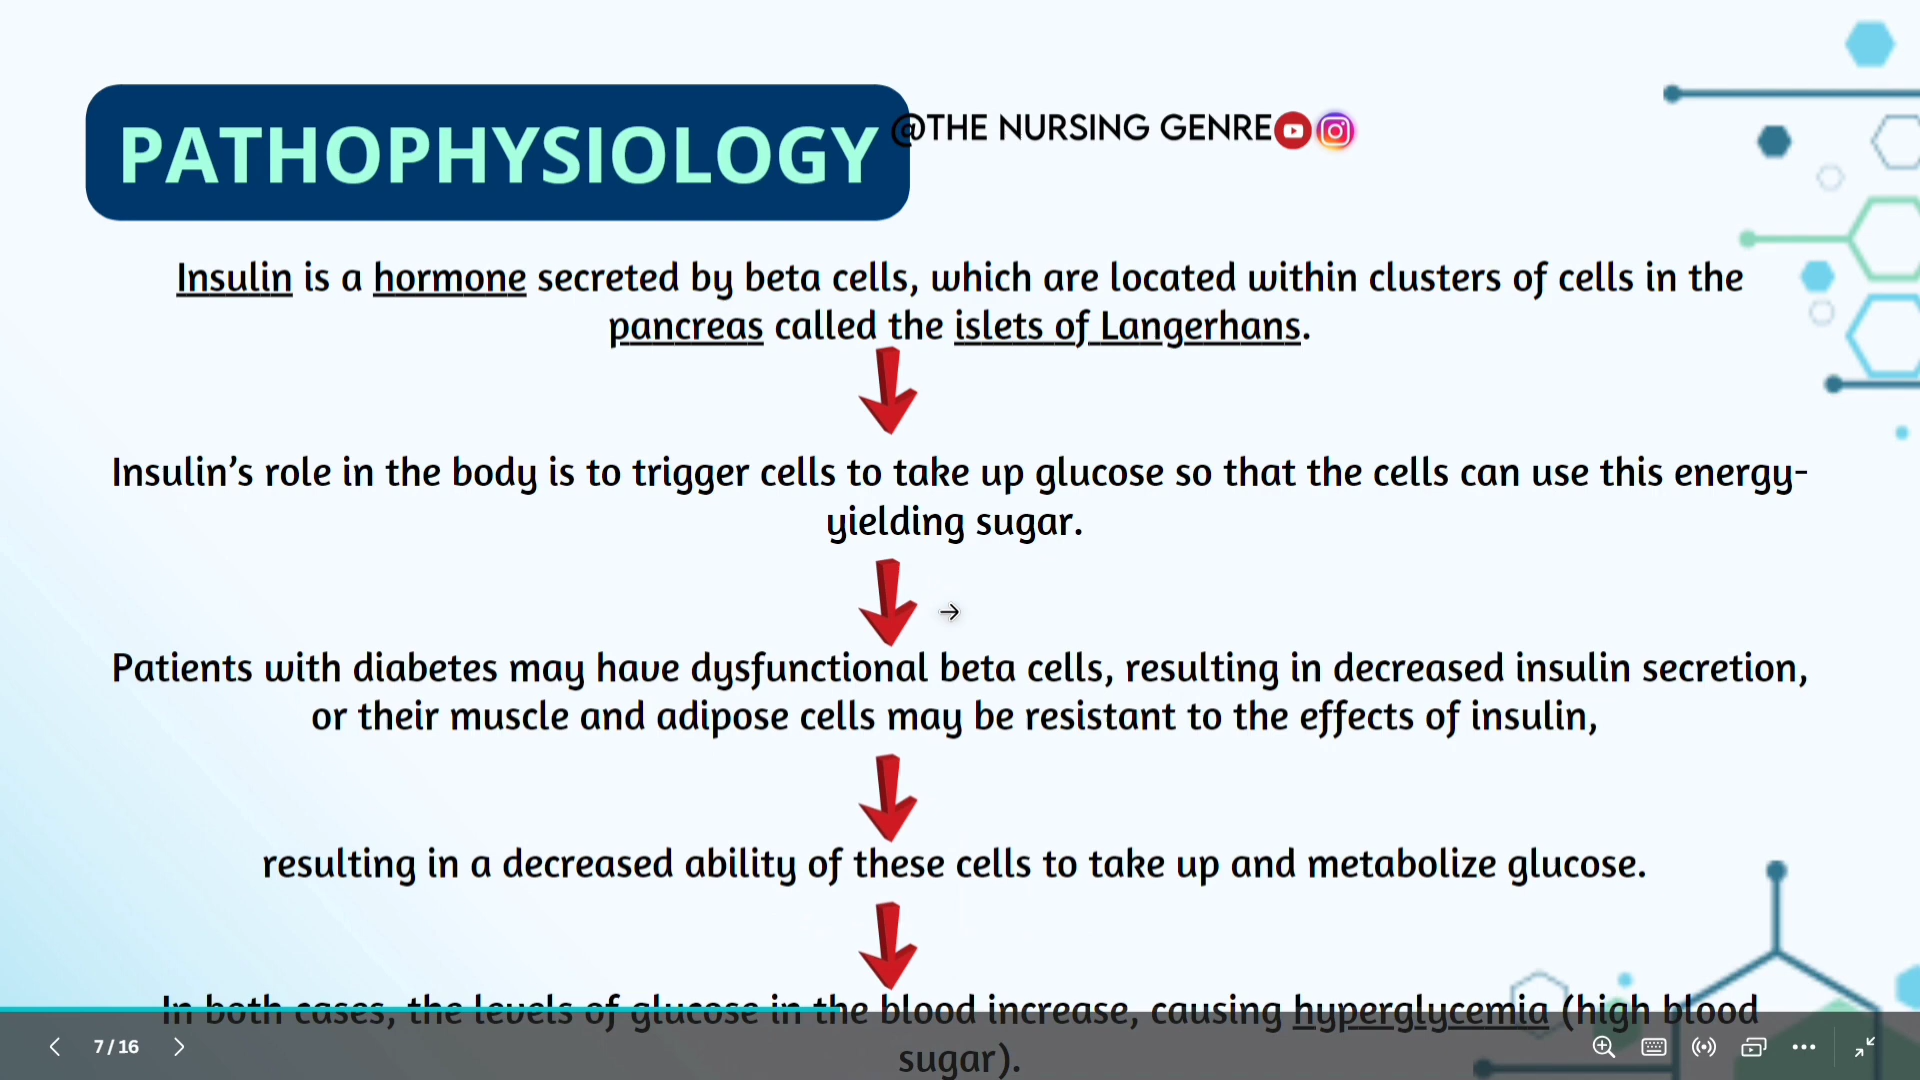 PATHOPHYSIOLOGY
@THE NURSING GENRE
Insulin is a hormone secreted by beta cells, which are located within clusters of cells in the
pancreas called the islets of Langerhans.
Insulin’s role in the body is to trigger cells to take up glucose so that the cells can use this energy-
yielding sugar.
Patients with diabetes may have dysfunctional beta cells, resulting in decreased insulin secretion,
or their muscle and adipose cells may be resistant to the effects of insulin,
resulting in a decreased ability of these cells to take up and metabolize glucose.
In both cases, the levels of glucose in the blood increase, causing hyperglycemia (high blood
sugar).
7 / 16